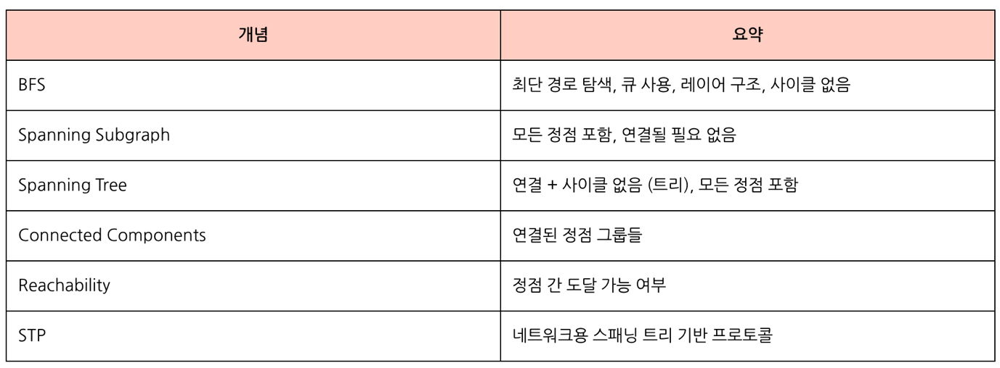 개념
요약
BFS
최단 경로 탐색, 큐 사용, 레이어 구조, 사이클 없음
Spanning Subgraph
모든 정점 포함, 연결될 필요 없음
Spanning Tree
연결 + 사이클 없음 (트리), 모든 정점 포함
Connected Components
연결된 정점 그룹들
Reachability
정점 간 도달 가능 여부
STP
네트워크용 스패닝 트리 기반 프로토콜